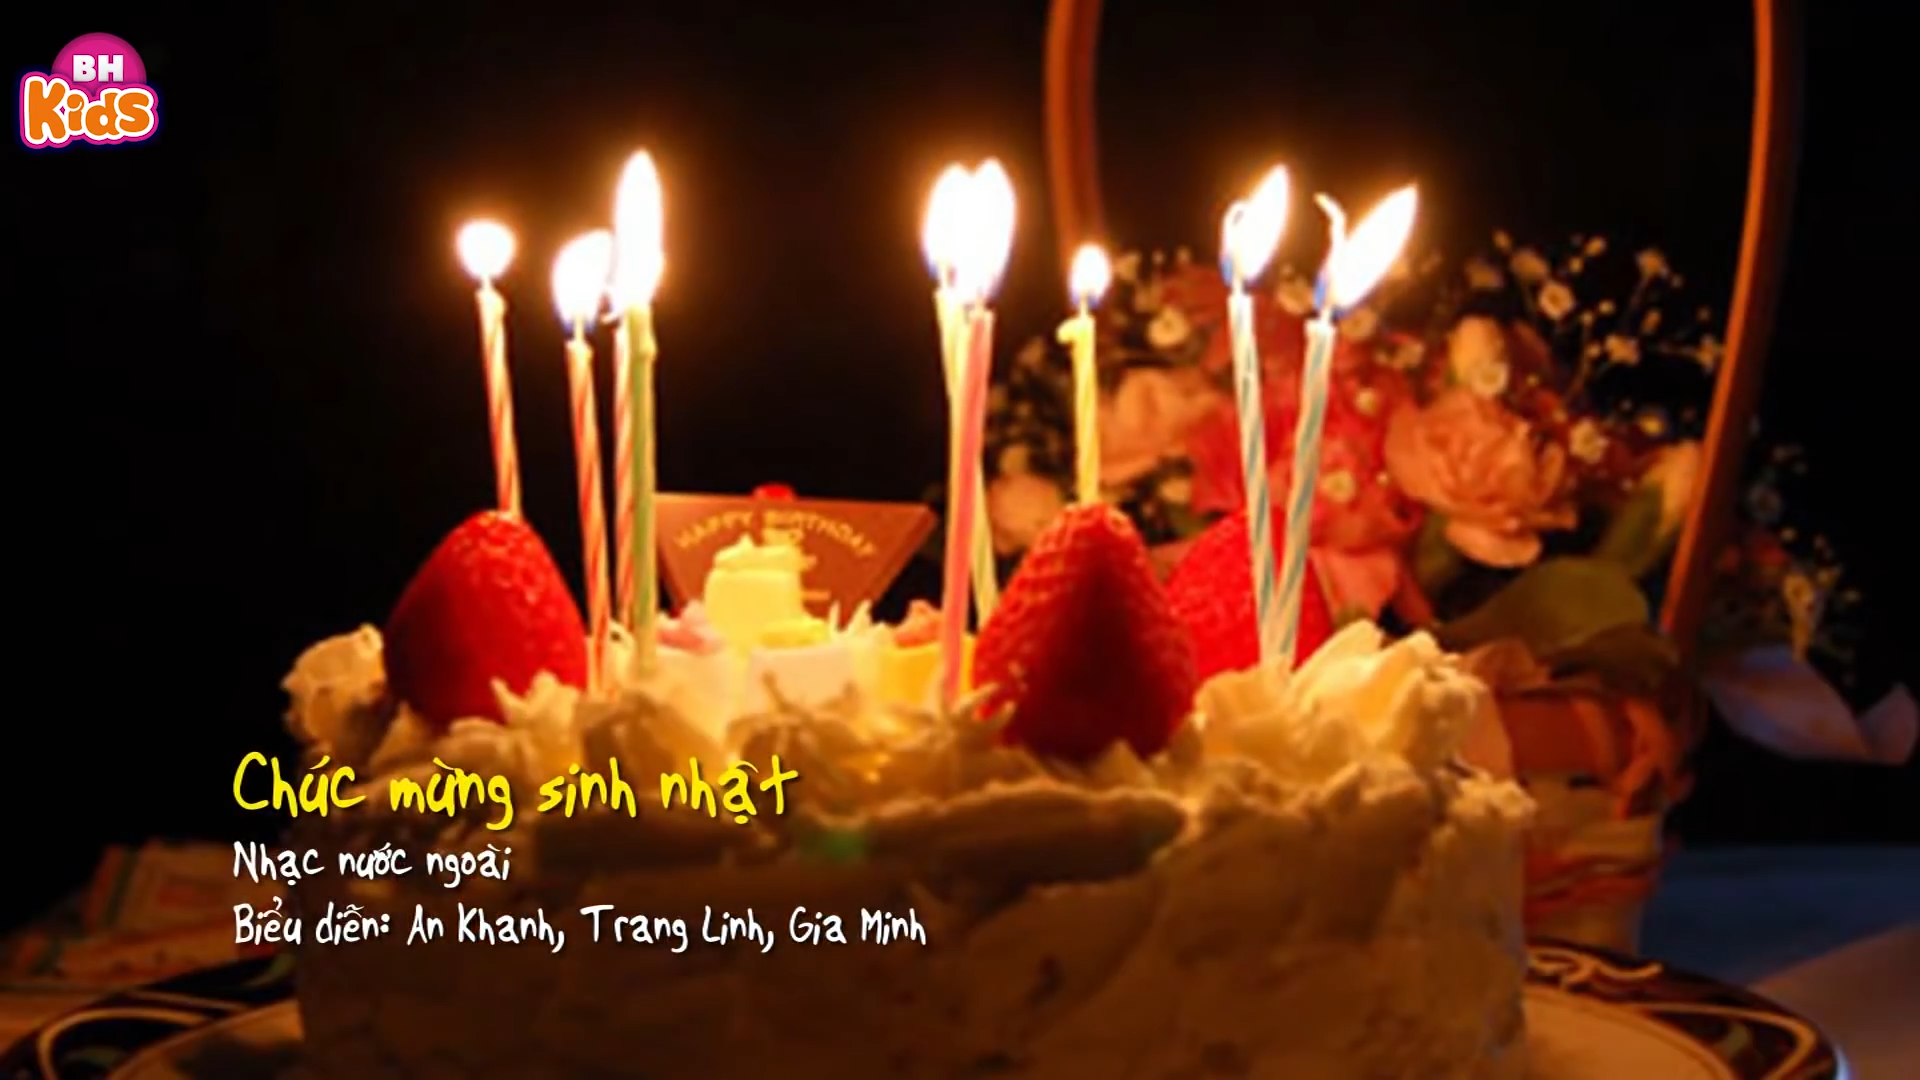 BH
Kids
HAPPY BIRTHDAY
Chúc mừng sinh nhật
Nhạc nước ngoài
Biểu diễn: An Khanh, Trang Linh, Gia Minh